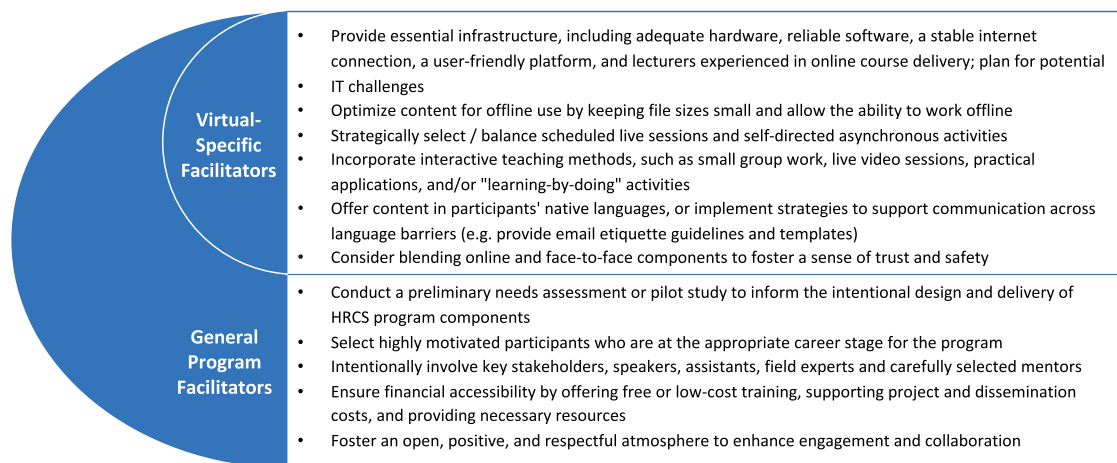 Virtual-
Specific
Facilitators
• Provide essential infrastructure, including adequate hardware, reliable software, a stable internet
connection, a user-friendly platform, and lecturers experienced in online course delivery; plan for potential
• IT challenges
• Optimize content for offline use by keeping file sizes small and allow the ability to work offline
• Strategically select / balance scheduled live sessions and self-directed asynchronous activities
• Incorporate interactive teaching methods, such as small group work, live video sessions, practical
applications, and/or "learning-by-doing" activities
• Offer content in participants' native languages, or implement strategies to support communication across
language barriers (e.g. provide email etiquette guidelines and templates)
• Consider blending online and face-to-face components to foster a sense of trust and safety
General
Program
Facilitators
• Conduct a preliminary needs assessment or pilot study to inform the intentional design and delivery of
HRCS program components
• Select highly motivated participants who are at the appropriate career stage for the program
• Intentionally involve key stakeholders, speakers, assistants, field experts and carefully selected mentors
• Ensure financial accessibility by offering free or low-cost training, supporting project and dissemination
costs, and providing necessary resources
• Foster an open, positive, and respectful atmosphere to enhance engagement and collaboration